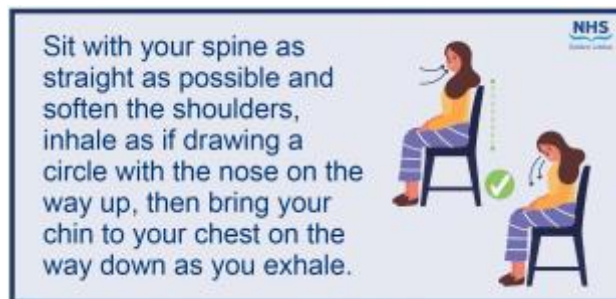 Sit with your spine as
straight as possible and
soften the shoulders,
inhale as if drawing a
circle with the nose on the
way up, then bring your
chin to your chest on the
way down as you exhale.
NHS